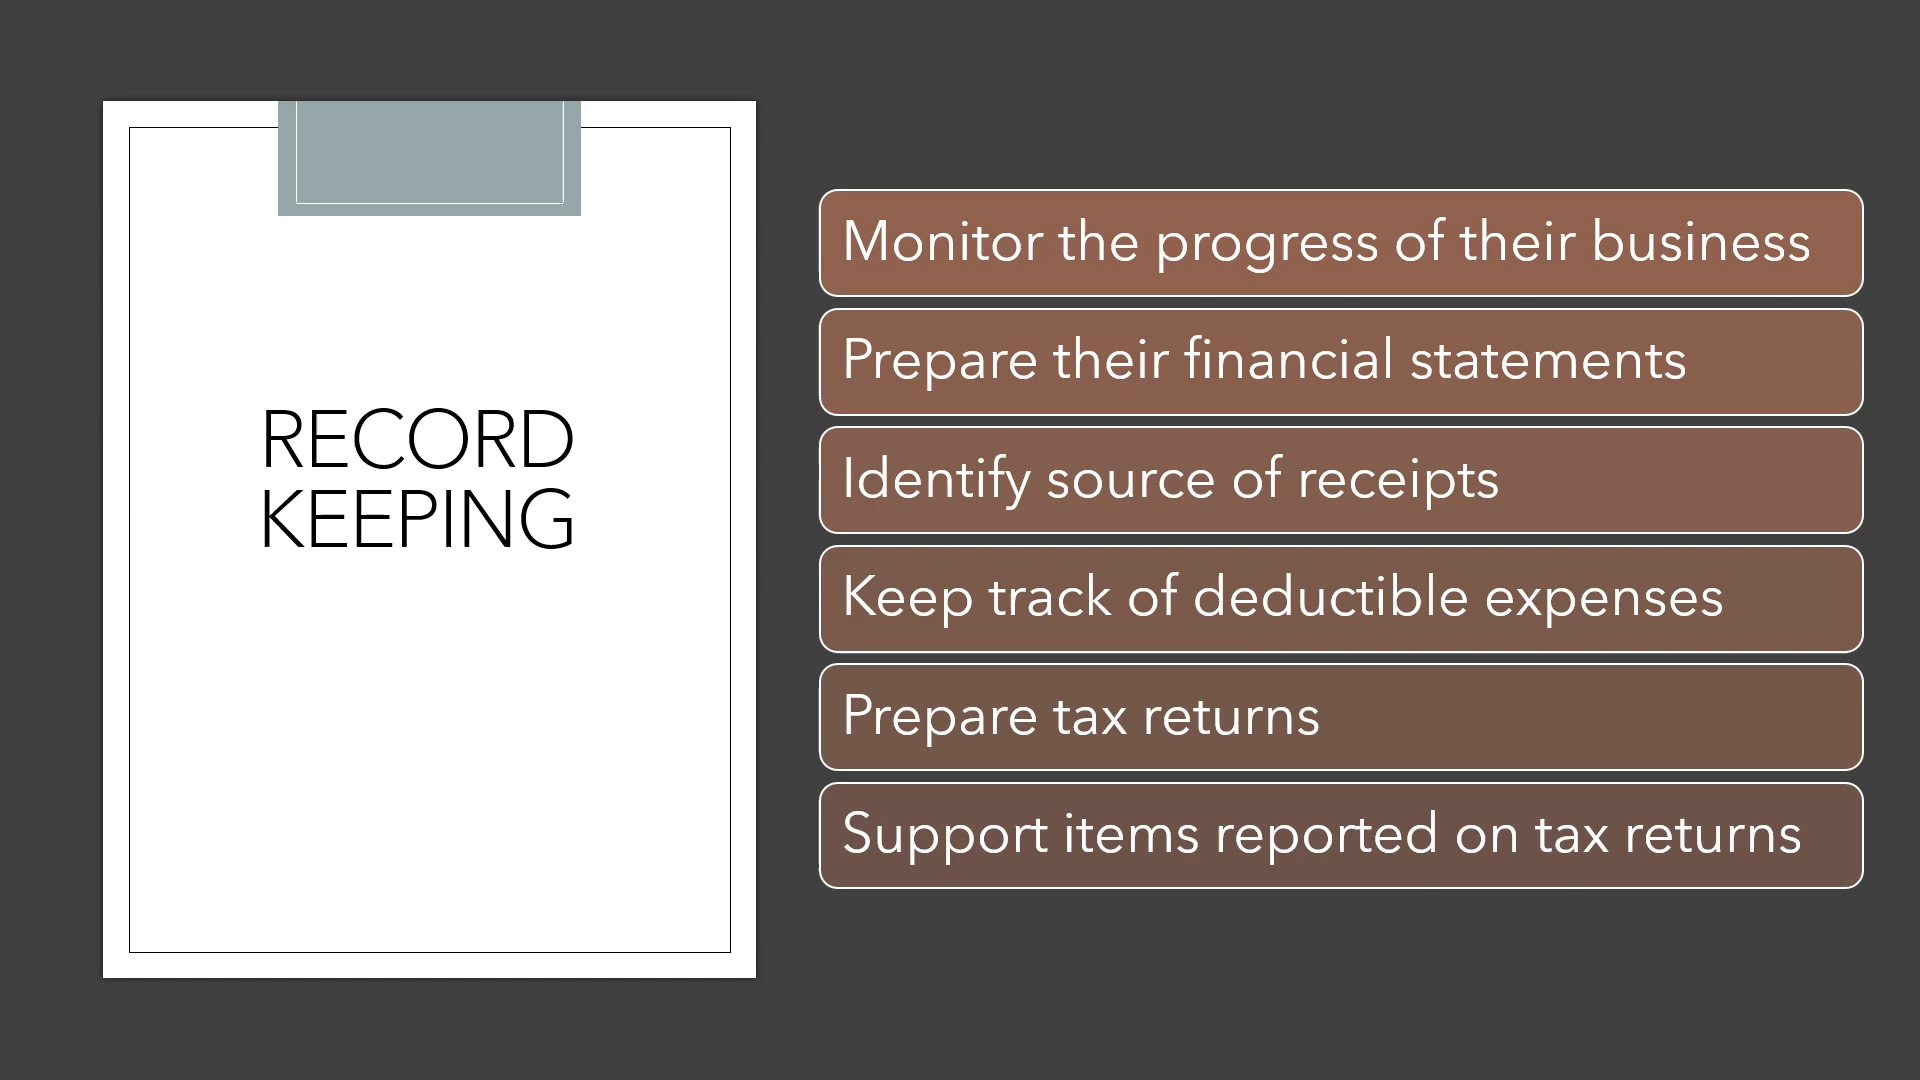 RECORD
KEEPING
Monitor the progress of their business
Prepare their financial statements
Identify source of receipts
Keep track of deductible expenses
Prepare tax returns
Support items reported on tax returns